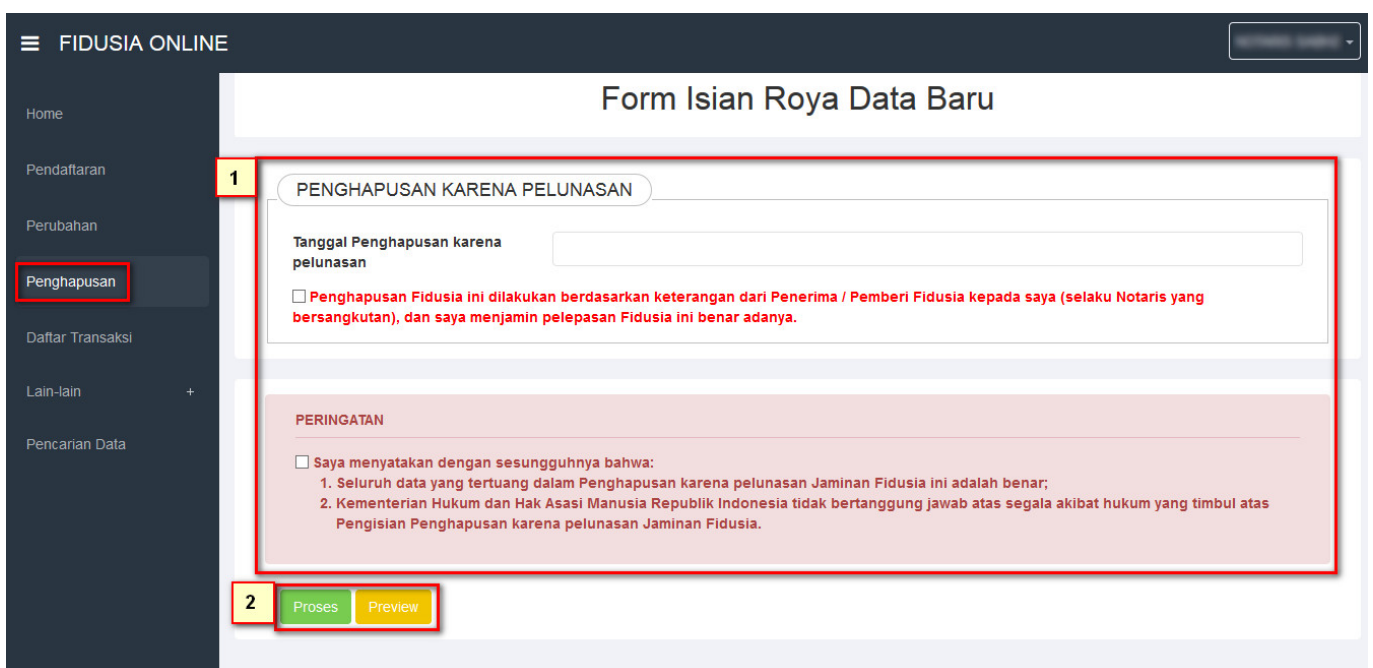 FIDUSIA ONLINE
Form Isian Roya Data Baru
Home
Pendaftaran
Perubahan
Penghapusan
Daftar Transaksi
Lain-lain +
Pencarian Data
1
PENGHAPUSAN KARENA PELUNASAN
Tanggal Penghapusan karena
pelunasan
Penghapusan Fidusia ini dilakukan berdasarkan keterangan dari Penerima / Pemberi Fidusia kepada saya (selaku Notaris yang
bersangkutan), dan saya menjamin pelepasan Fidusia ini benar adanya.
PERINGATAN
Saya menyatakan dengan sesungguhnya bahwa:
1. Seluruh data yang tertuang dalam Penghapusan karena pelunasan Jaminan Fidusia ini adalah benar;
2. Kementerian Hukum dan Hak Asasi Manusia Republik Indonesia tidak bertanggung jawab atas segala akibat hukum yang timbul atas
Pengisian Penghapusan karena pelunasan Jaminan Fidusia.
2
Proses
Preview